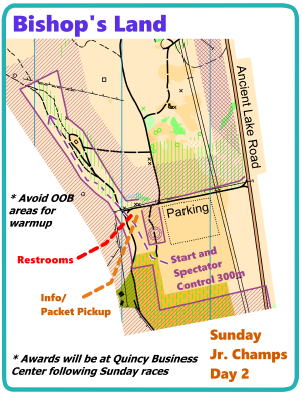 Bishop's Land
Ancient Lake Road
* Avoid OOB
areas for
warmup
Parking
Restrooms
Start and
Spectator
Control 300m
Info/
Packet Pickup
Sunday
Jr. Champs
Day 2
* Awards will be at Quincy Business
Center following Sunday races